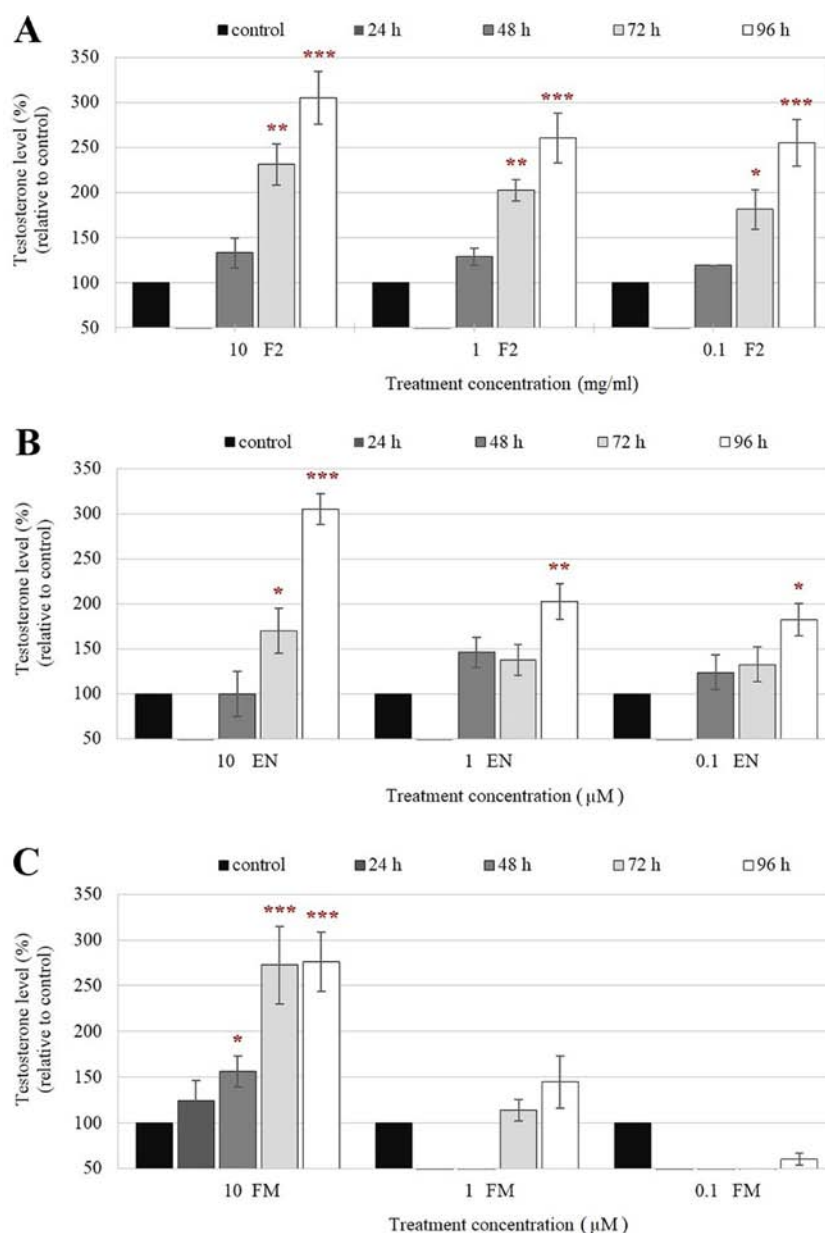 A
control 24 h 48 h 72 h 96 h
Testosterone level (%)
(relative to control)
350
300
250
200
150
100
50
*** ** *** ** *** *
10 F2 1 F2 0.1 F2
Treatment concentration (mg/ml)
B
control 24 h 48 h 72 h 96 h
Testosterone level (%)
(relative to control)
350
300
250
200
150
100
50
*** * ** *
10 EN 1 EN 0.1 EN
Treatment concentration ( µM )
C
control 24 h 48 h 72 h 96 h
Testosterone level (%)
(relative to control)
350
300
250
200
150
100
50
* *** ***
10 FM 1 FM 0.1 FM
Treatment concentration ( µM )